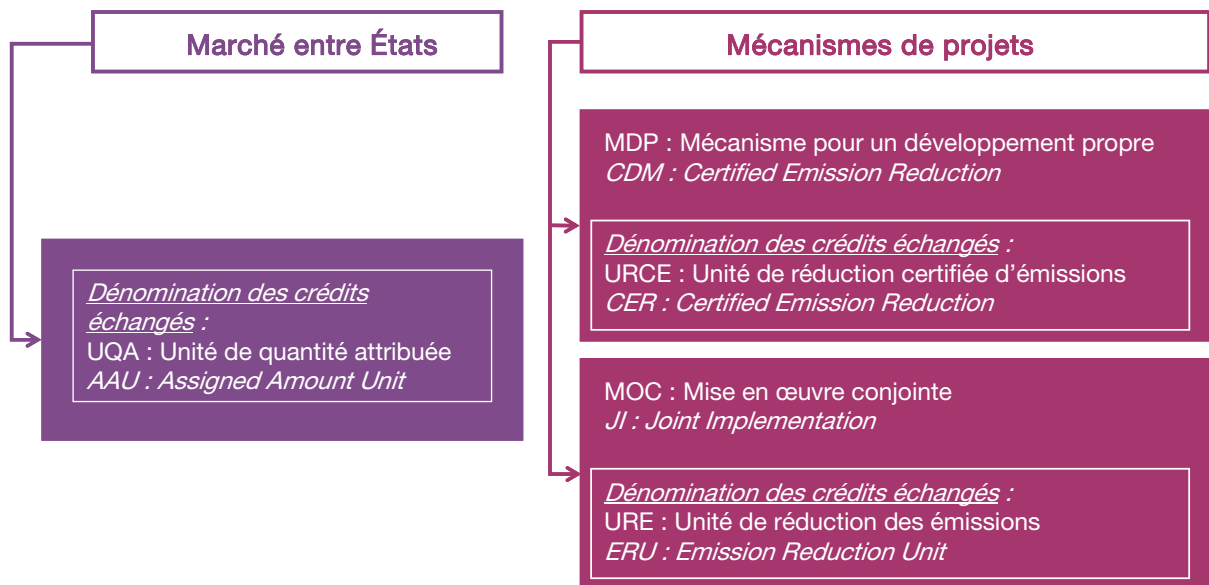 Marché entre États
Dénomination des crédits
échangés :
UQA : Unité de quantité attribuée
AAU : Assigned Amount Unit
Mécanismes de projets
MDP : Mécanisme pour un développement propre
CDM : Certified Emission Reduction
Dénomination des crédits échangés :
URCE : Unité de réduction certifiée d’émissions
CER : Certified Emission Reduction
MOC : Mise en œuvre conjointe
JI : Joint Implementation
Dénomination des crédits échangés :
URE : Unité de réduction des émissions
ERU : Emission Reduction Unit